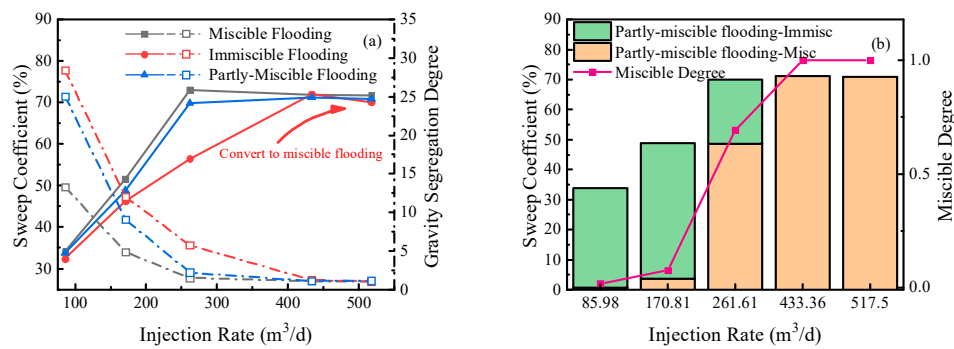 Sweep Coefficient (%)
90
80
70
60
50
40
30
Miscible Flooding
Immiscible Flooding
Partly-Miscible Flooding
(a)
Convert to miscible flooding
35
30
25
20
15
10
5
0
Gravity Segregation Degree
100 200 300 400 500
Injection Rate (m³/d)
Sweep Coefficient (%)
90
80
70
60
50
40
30
20
10
0
Partly-miscible flooding-Immisc
Partly-miscible flooding-Misc
Miscible Degree
(b)
1.0
0.5
0.0
Miscible Degree
85.98 170.81 261.61 433.36 517.5
Injection Rate (m³/d)